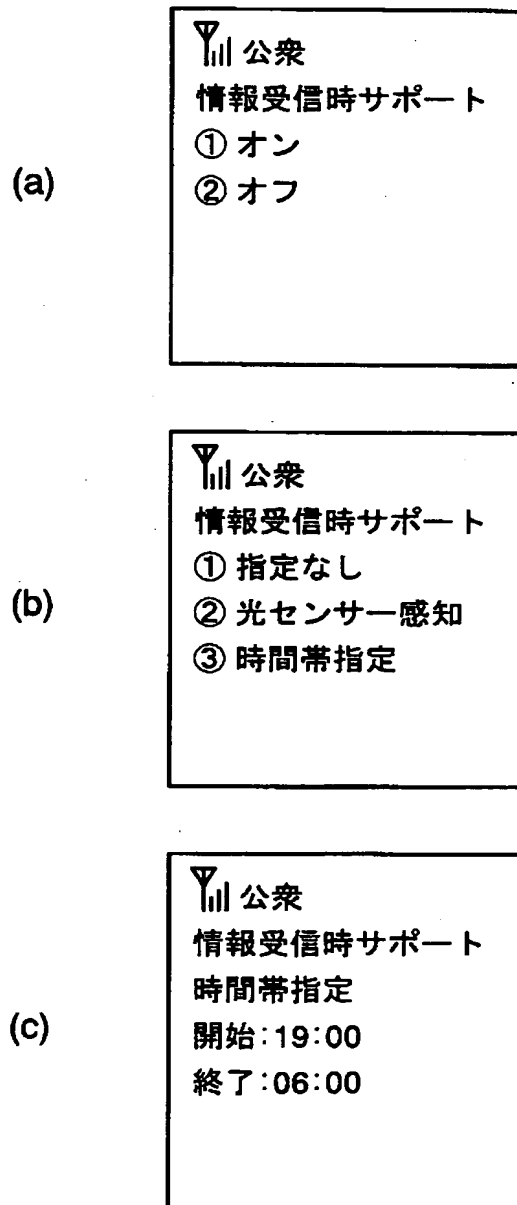 (a)
公衆
情報受信時サポート
① オン
② オフ
(b)
公衆
情報受信時サポート
① 指定なし
② 光センサー感知
③ 時間帯指定
(c)
公衆
情報受信時サポート
時間帯指定
開始:19:00
終了:06:00